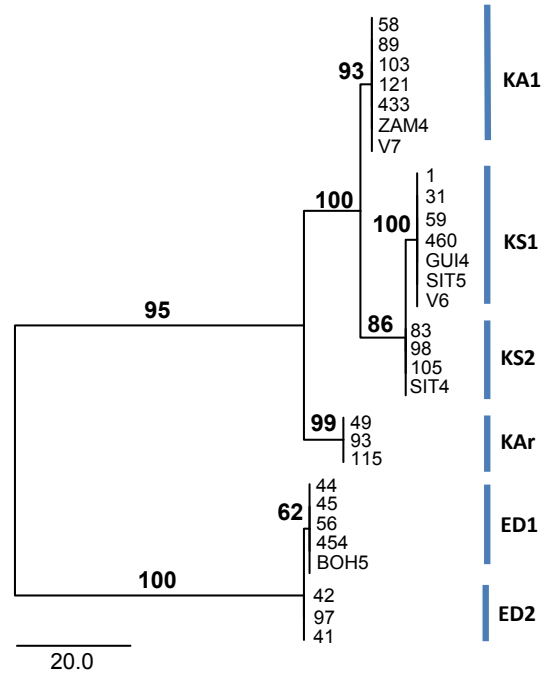 58
89
93 103 KA1
121
433
ZAM4
V7
1
31
100 59
100 460 KS1
GUI4
SIT5
V6
95
86 83
98 KS2
105
SIT4
99 49
93 KAr
115
44
45
62 56 ED1
454
BOH5
100 42
97 ED2
41
20.0